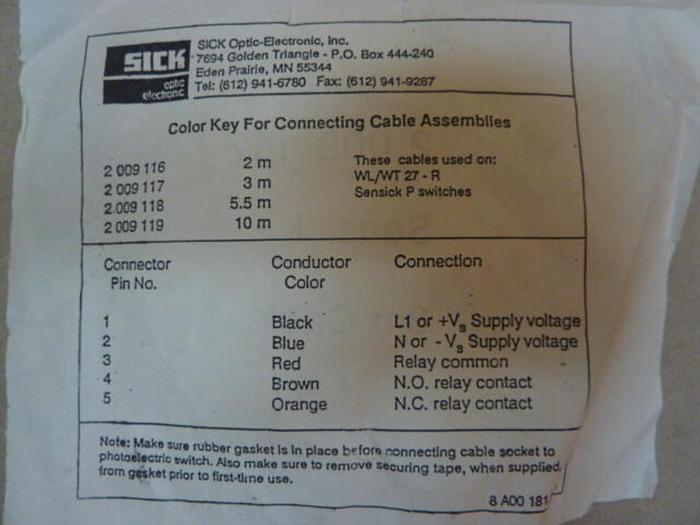 SICK
optic
electronic
SICK Optic-Electronic, Inc.
7694 Golden Triangle - P.O. Box 444-240
Eden Prairie, MN 55344
Tel: (612) 941-6780 Fax: (612) 941-9287
Color Key For Connecting Cable Assemblies
2 009 116 2 m These cables used on:
2 009 117 3 m WL/WT 27 - R
2 009 118 5.5 m Sensick P switches
2 009 119 10 m
Connector Conductor Connection
Pin No. Color
1 Black L1 or +Vs Supply voltage
2 Blue N or - Vs Supply voltage
3 Red Relay common
4 Brown N.O. relay contact
5 Orange N.C. relay contact
Note: Make sure rubber gasket is in place before connecting cable socket to
photoelectric switch. Also make sure to remove securing tape, when supplied,
from gasket prior to first-time use.
8 A00 181